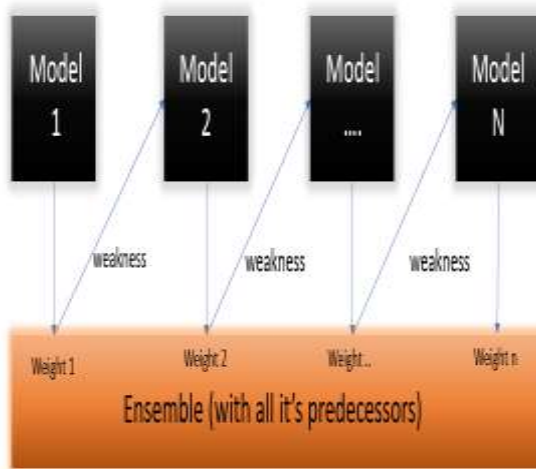 Model
1
Model
2
Model
....
Model
N
weakness
weakness
weakness
Weight 1
Weight 2
Weight...
Weight n
Ensemble (with all it's predecessors)